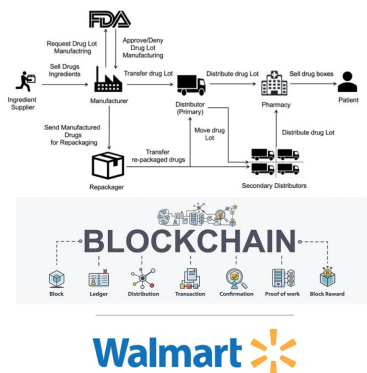 FDA
Request Drug Lot
Manufactring
Approve/Deny
Drug Lot
Manufacturing
Sell Drugs
Ingredients
Transfer drug Lot
Distribute drug Lot
Sell drug boxes
Ingredient
Supplier
Manufacturer
Distributor
(Primary)
Pharmacy
Patient
Move drug
Lot
Distribute drug Lot
Send Manufactured
Drugs
for Repackaging
Transfer
re-packaged drugs
Repackager
Secondary Distributors
BLOCKCHAIN
Block
Ledger
Distribution
Transaction
Confirmation
Proof of work
Block Reward
Walmart